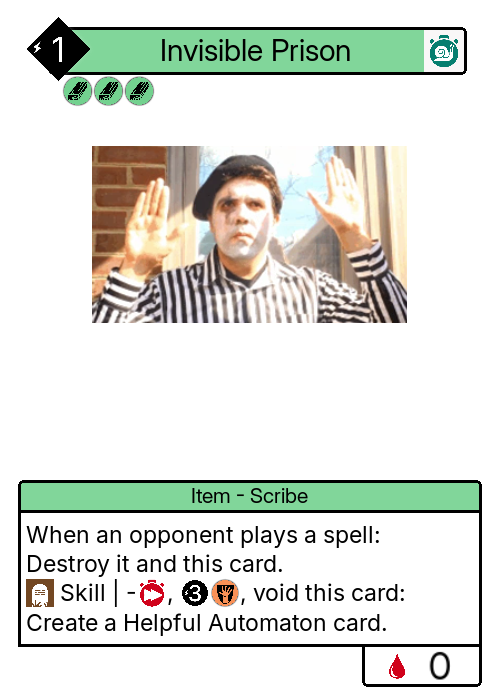 1
Invisible Prison
Item - Scribe
When an opponent plays a spell:
Destroy it and this card.
Skill | -, 3, void this card:
Create a Helpful Automaton card.
0